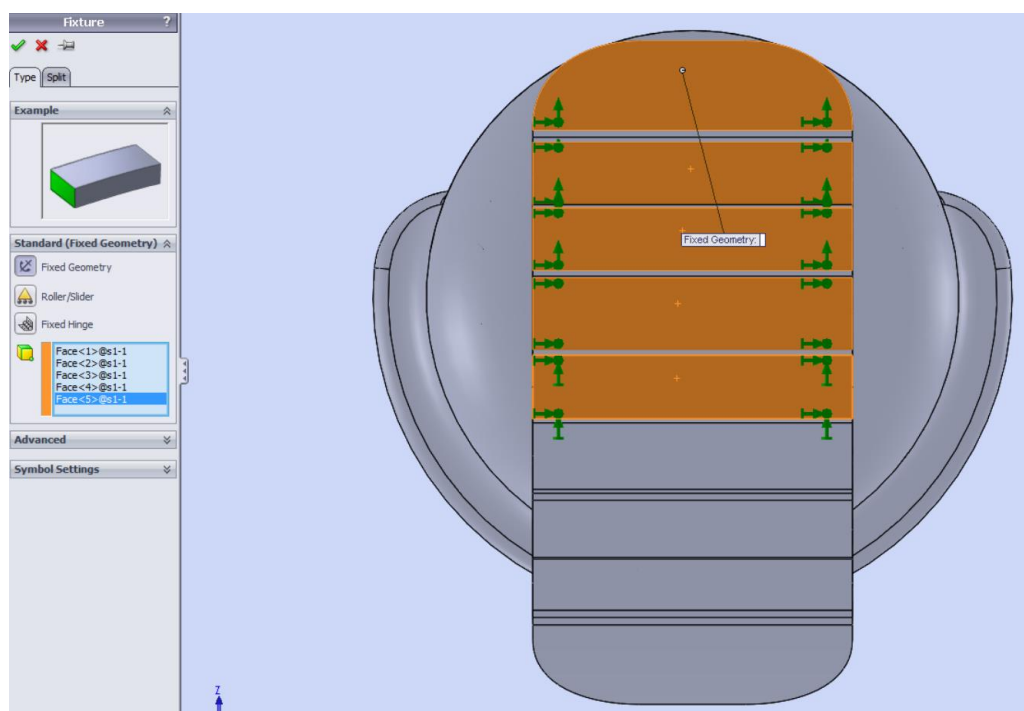 Fixture ?
Type Split
Example
Standard (Fixed Geometry)
Fixed Geometry
Roller/Slider
Fixed Hinge
Face<1>@s1-1
Face<2>@s1-1
Face<3>@s1-1
Face<4>@s1-1
Face<5>@s1-1
Advanced
Symbol Settings
Fixed Geometry:
Z